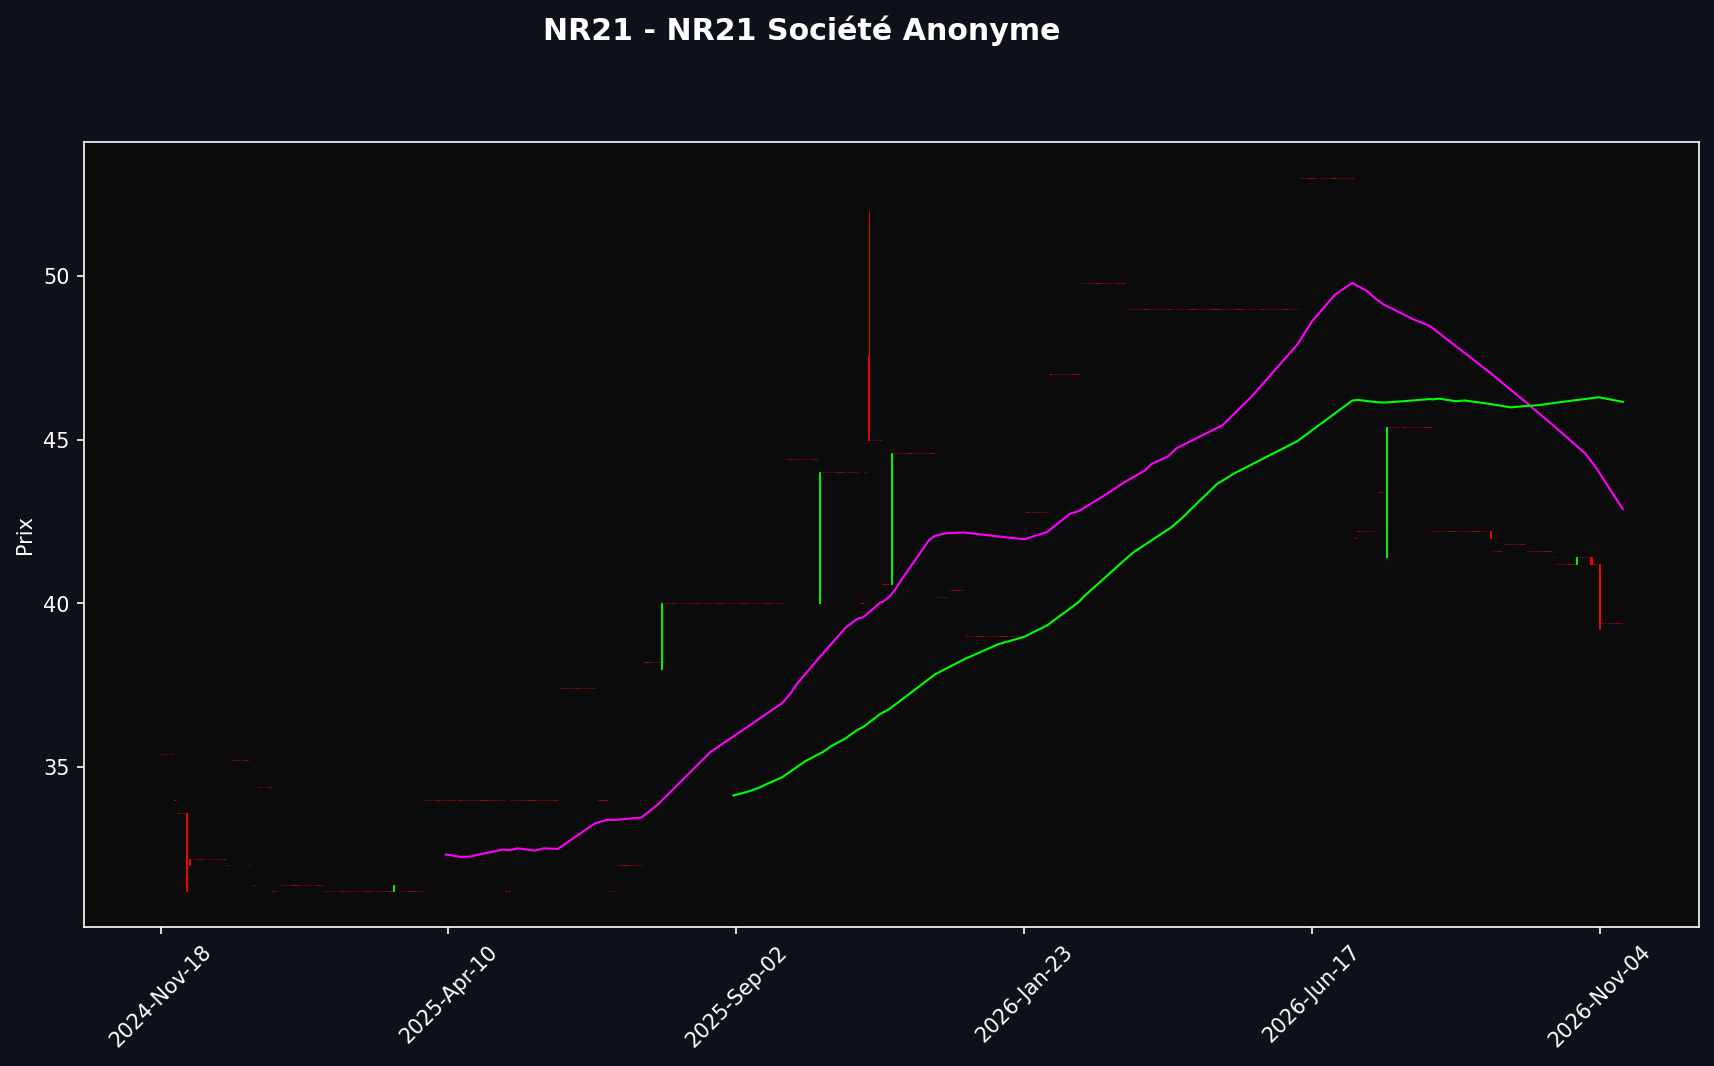 NR21 - NR21 Société Anonyme
Prix
50
45
40
35
2024-Nov-18
2025-Apr-10
2025-Sep-02
2026-Jan-23
2026-Jun-17
2026-Nov-04